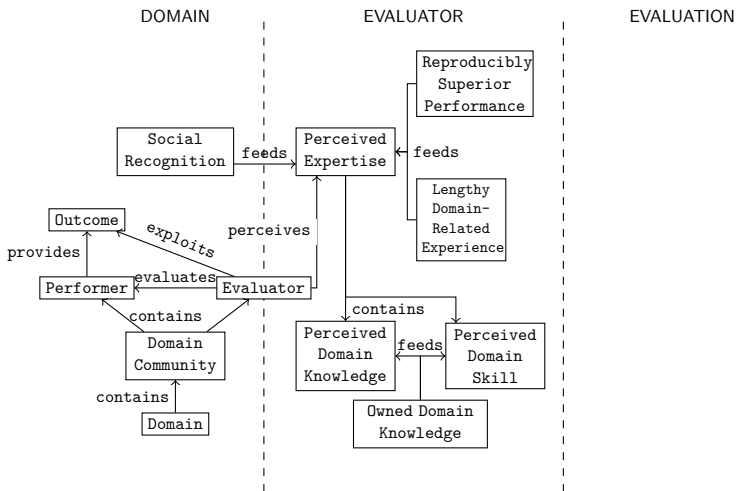 DOMAIN
EVALUATOR
EVALUATION
Reproducibly
Superior
Performance
Social
Recognition
feeds
Perceived
Expertise
feeds
Lengthy
Domain-
Related
Experience
Outcome
exploits
perceives
provides
Performer
evaluates
Evaluator
contains
contains
Domain
Community
Perceived
Domain
Knowledge
feeds
Perceived
Domain
Skill
contains
Domain
Owned Domain
Knowledge